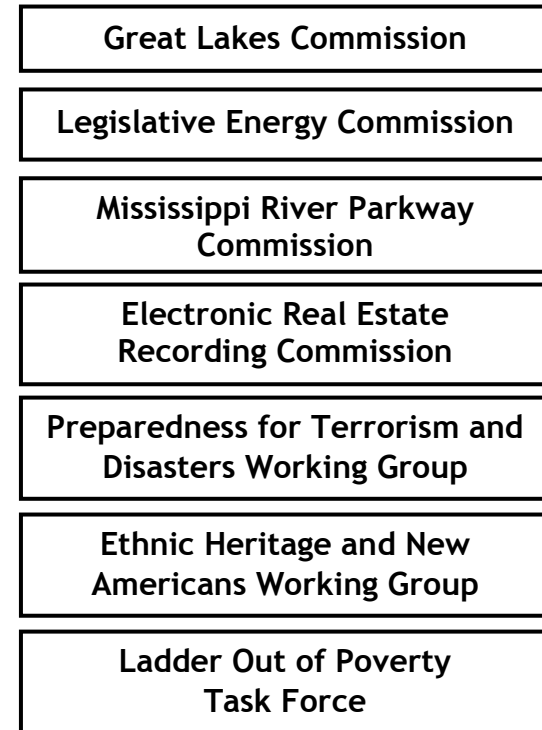 Great Lakes Commission
Legislative Energy Commission
Mississippi River Parkway
Commission
Electronic Real Estate
Recording Commission
Preparedness for Terrorism and
Disasters Working Group
Ethnic Heritage and New
Americans Working Group
Ladder Out of Poverty
Task Force